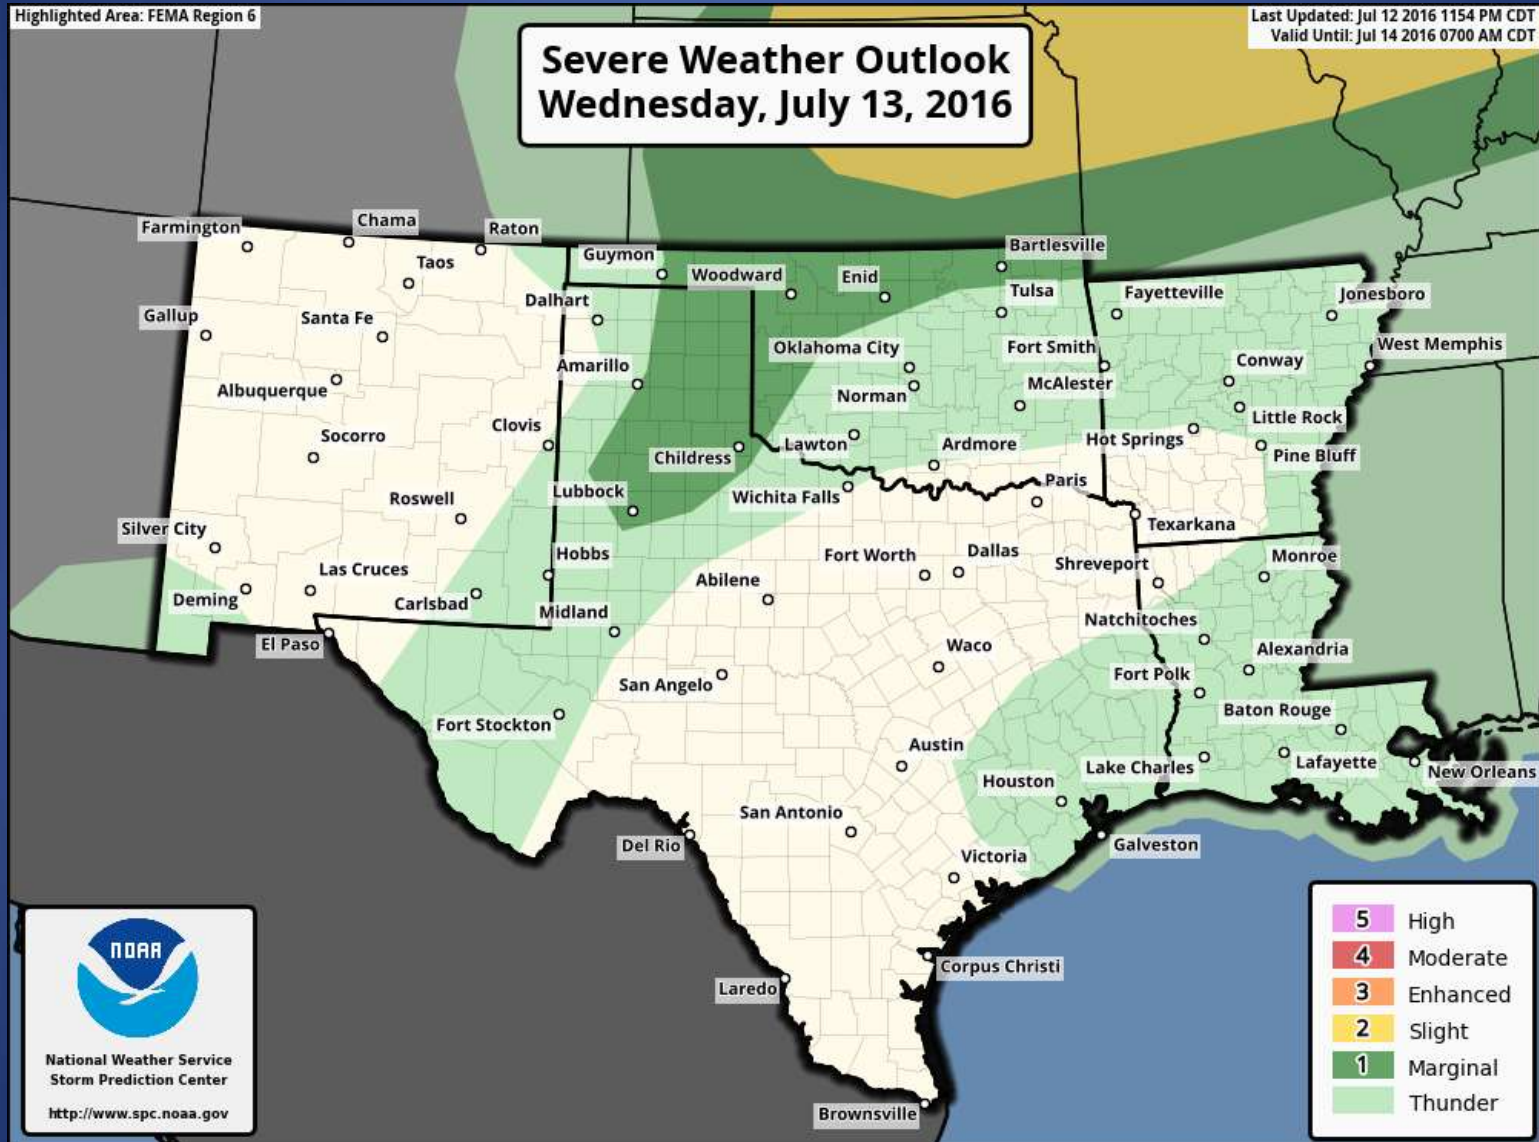 Highlighted Area: FEMA Region 6
Last Updated: Jul 12 2016 1154 PM CDT
Valid Until: Jul 14 2016 0700 AM CDT
Severe Weather Outlook
Wednesday, July 13, 2016
Farmington
Chama
Raton
Taos
Guymon
Woodward
Enid
Bartlesville
Dalhart
Tulsa
Fayetteville
Jonesboro
Gallup
Santa Fe
Oklahoma City
Fort Smith
West Memphis
Amarillo
Conway
Albuquerque
Norman
McAlester
Little Rock
Clovis
Socorro
Childress
Lawton
Ardmore
Hot Springs
Pine Bluff
Roswell
Lubbock
Wichita Falls
Paris
Silver City
Texarkana
Las Cruces
Hobbs
Fort Worth
Dallas
Shreveport
Monroe
Deming
Carlsbad
Midland
Abilene
Natchitoches
El Paso
Waco
Alexandria
San Angelo
Fort Polk
Fort Stockton
Baton Rouge
Austin
Houston
Lake Charles
Lafayette
New Orleans
San Antonio
Del Rio
Galveston
Victoria
Corpus Christi
Laredo
Brownsville
NOAA
National Weather Service
Storm Prediction Center
http://www.spc.noaa.gov
5 High
4 Moderate
3 Enhanced
2 Slight
1 Marginal
Thunder